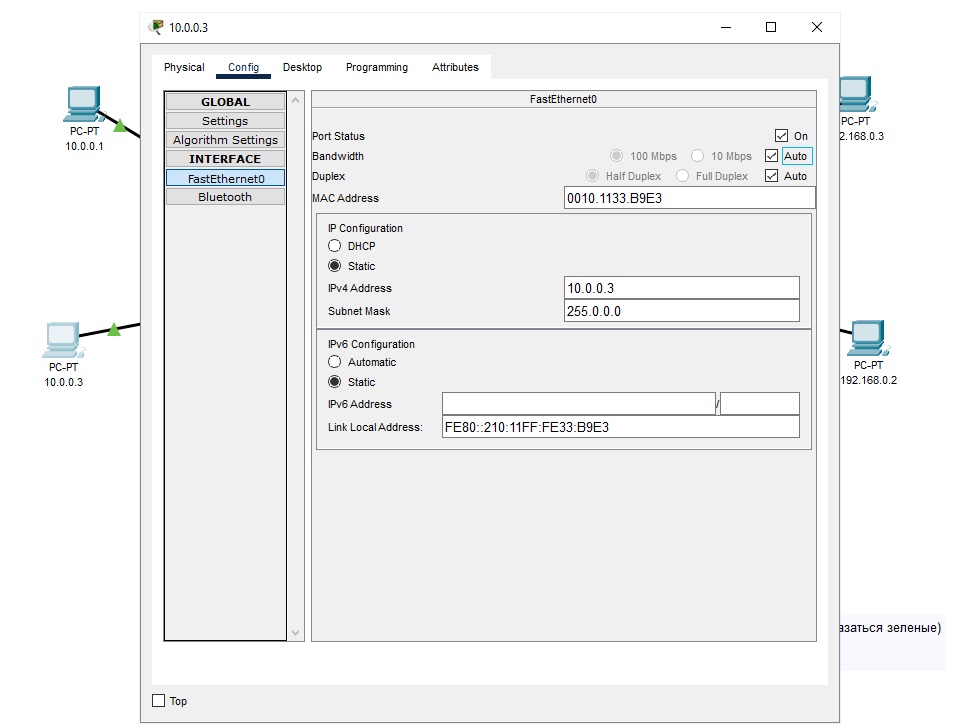 10.0.0.3
Physical Config Desktop Programming Attributes
GLOBAL
Settings
Algorithm Settings
INTERFACE
FastEthernet0
Bluetooth
FastEthernet0
Port Status On
Bandwidth 100 Mbps 10 Mbps Auto
Duplex Half Duplex Full Duplex Auto
MAC Address 0010.1133.B9E3
IP Configuration
DHCP
Static
IPv4 Address 10.0.0.3
Subnet Mask 255.0.0.0
IPv6 Configuration
Automatic
Static
IPv6 Address /
Link Local Address: FE80::210:11FF:FE33:B9E3
Top
PC-PT
10.0.0.1
PC-PT
10.0.0.3
PC-PT
2.168.0.3
PC-PT
192.168.0.2
азаться зеленые)